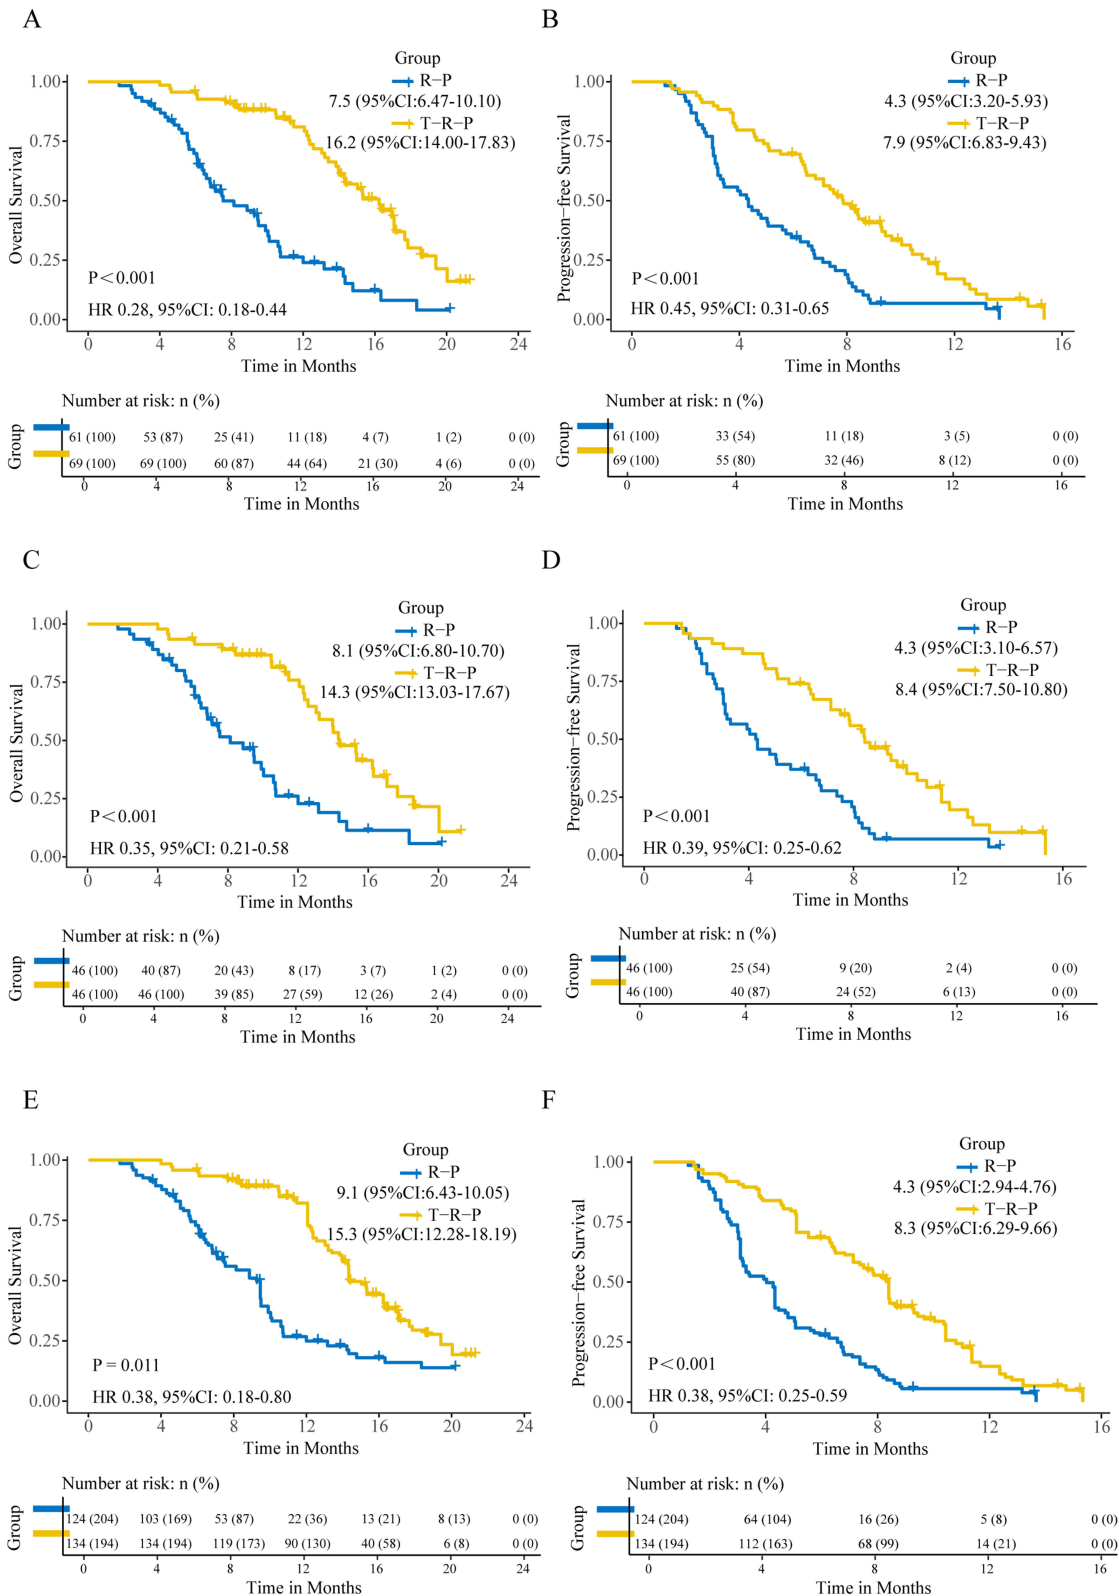 A
Group
R−P
7.5 (95%CI:6.47-10.10)
T−R−P
16.2 (95%CI:14.00-17.83)
1.00
0.75
0.50
0.25
0.00
Overall Survival
P<0.001
HR 0.28, 95%CI: 0.18-0.44
0 4 8 12 16 20 24
Time in Months
Number at risk: n (%)
Group
61 (100) 53 (87) 25 (41) 11 (18) 4 (7) 1 (2) 0 (0)
69 (100) 69 (100) 60 (87) 44 (64) 21 (30) 4 (6) 0 (0)
0 4 8 12 16 20 24
Time in Months
B
Group
R−P
4.3 (95%CI:3.20-5.93)
T−R−P
7.9 (95%CI:6.83-9.43)
1.00
0.75
0.50
0.25
0.00
Progression−free Survival
P<0.001
HR 0.45, 95%CI: 0.31-0.65
0 4 8 12 16
Time in Months
Number at risk: n (%)
Group
61 (100) 33 (54) 11 (18) 3 (5) 0 (0)
69 (100) 55 (80) 32 (46) 8 (12) 0 (0)
0 4 8 12 16
Time in Months
C
Group
R−P
8.1 (95%CI:6.80-10.70)
T−R−P
14.3 (95%CI:13.03-17.67)
1.00
0.75
0.50
0.25
0.00
Overall Survival
P<0.001
HR 0.35, 95%CI: 0.21-0.58
0 4 8 12 16 20 24
Time in Months
Number at risk: n (%)
Group
46 (100) 40 (87) 20 (43) 8 (17) 3 (7) 1 (2) 0 (0)
46 (100) 46 (100) 39 (85) 27 (59) 12 (26) 2 (4) 0 (0)
0 4 8 12 16 20 24
Time in Months
D
Group
R−P
4.3 (95%CI:3.10-6.57)
T−R−P
8.4 (95%CI:7.50-10.80)
1.00
0.75
0.50
0.25
0.00
Progression−free Survival
P<0.001
HR 0.39, 95%CI: 0.25-0.62
0 4 8 12 16
Time in Months
Number at risk: n (%)
Group
46 (100) 25 (54) 9 (20) 2 (4) 0 (0)
46 (100) 40 (87) 24 (52) 6 (13) 0 (0)
0 4 8 12 16
Time in Months
E
Group
R−P
9.1 (95%CI:6.43-10.05)
T−R−P
15.3 (95%CI:12.28-18.19)
1.00
0.75
0.50
0.25
0.00
Overall Survival
P = 0.011
HR 0.38, 95%CI: 0.18-0.80
0 4 8 12 16 20 24
Time in Months
Number at risk: n (%)
Group
124 (204) 103 (169) 53 (87) 22 (36) 13 (21) 8 (13) 0 (0)
134 (194) 134 (194) 119 (173) 90 (130) 40 (58) 6 (8) 0 (0)
0 4 8 12 16 20 24
Time in Months
F
Group
R−P
4.3 (95%CI:2.94-4.76)
T−R−P
8.3 (95%CI:6.29-9.66)
1.00
0.75
0.50
0.25
0.00
Progression−free Survival
P<0.001
HR 0.38, 95%CI: 0.25-0.59
0 4 8 12 16
Time in Months
Number at risk: n (%)
Group
124 (204) 64 (104) 16 (26) 5 (8) 0 (0)
134 (194) 112 (163) 68 (99) 14 (21) 0 (0)
0 4 8 12 16
Time in Months